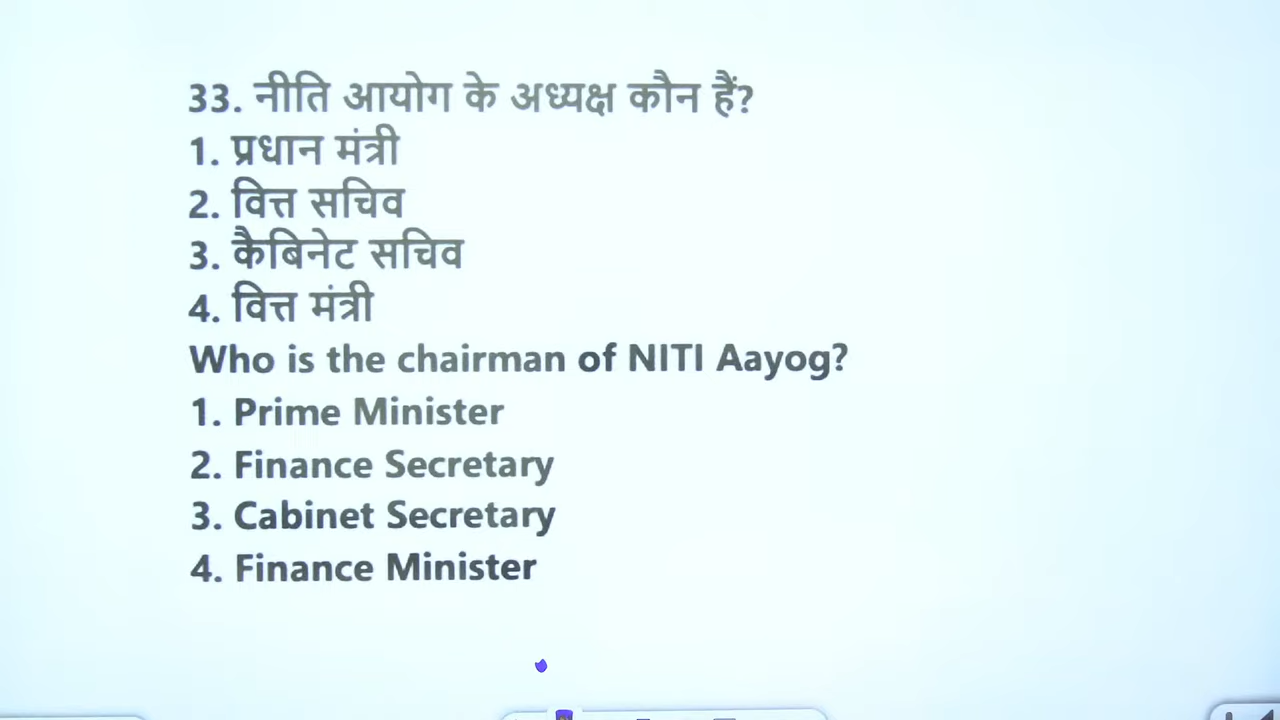 33. नीति आयोग के अध्यक्ष कौन हैं?
1. प्रधान मंत्री
2. वित्त सचिव
3. कैबिनेट सचिव
4. वित्त मंत्री
Who is the chairman of NITI Aayog?
1. Prime Minister
2. Finance Secretary
3. Cabinet Secretary
4. Finance Minister